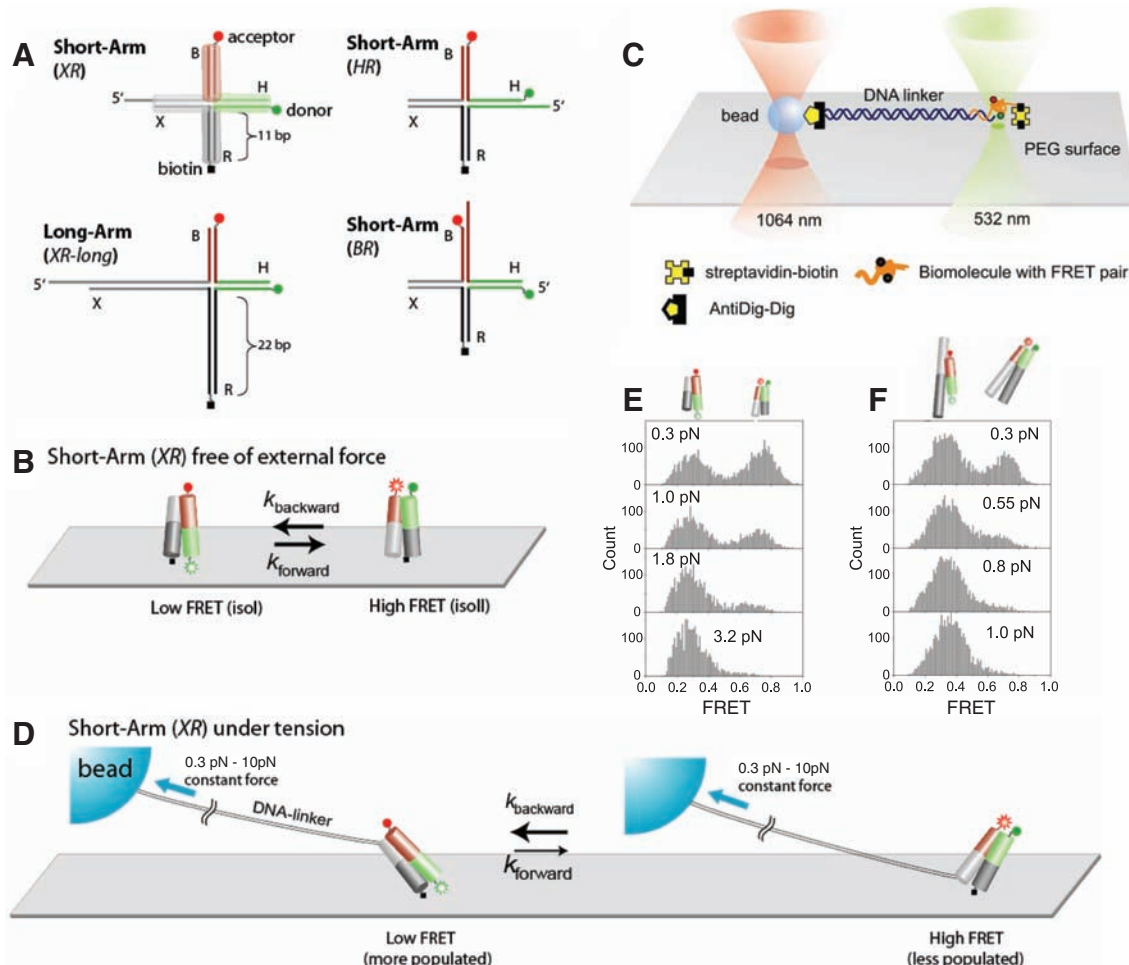 A
Short-Arm
(XR)
B
acceptor
H
5'
donor
X
11 bp
R
biotin
Short-Arm
(HR)
B
H
5'
X
R
Long-Arm
(XR-long)
B
H
5'
X
22 bp
R
Short-Arm
(BR)
B
H
5'
X
R
B Short-Arm (XR) free of external force
kbackward
kforward
Low FRET (isoI)
High FRET (isoII)
C
DNA linker
bead
PEG surface
1064 nm
532 nm
streptavidin-biotin
Biomolecule with FRET pair
AntiDig-Dig
E
0.3 pN
100
0
1.0 pN
100
0
1.8 pN
100
0
3.2 pN
100
0
Count
0.0 0.2 0.4 0.6 0.8 1.0
FRET
F
0.3 pN
100
0
0.55 pN
100
0
0.8 pN
100
0
1.0 pN
100
0
Count
0.0 0.2 0.4 0.6 0.8 1.0
FRET
D Short-Arm (XR) under tension
bead
0.3 pN - 10pN
constant force
DNA-linker
kbackward
kforward
0.3 pN - 10pN
constant force
Low FRET
(more populated)
High FRET
(less populated)